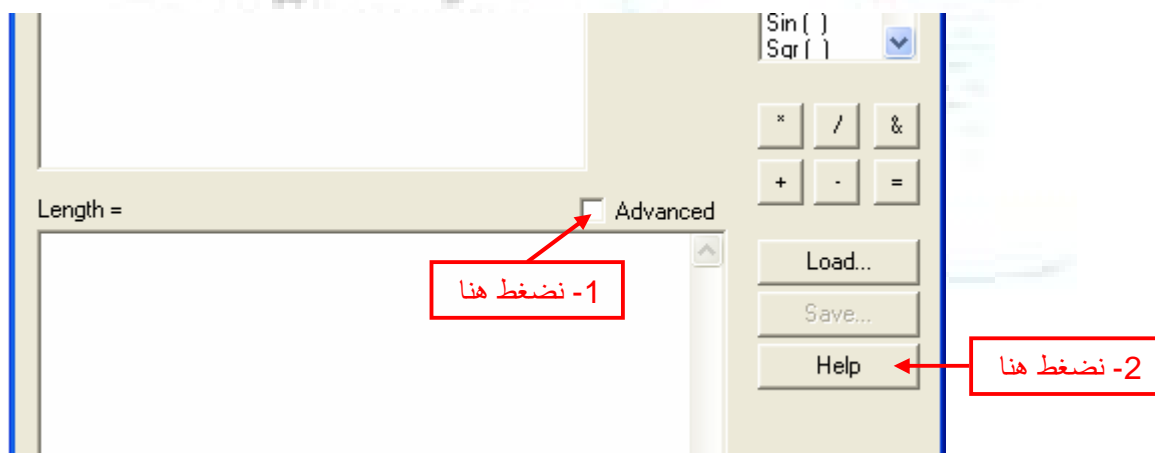 Sin ( )
Sqr ( )
* / &
+ - =
Length =
Advanced
Load...
1- نضغط هنا
Save...
Help
2- نضغط هنا